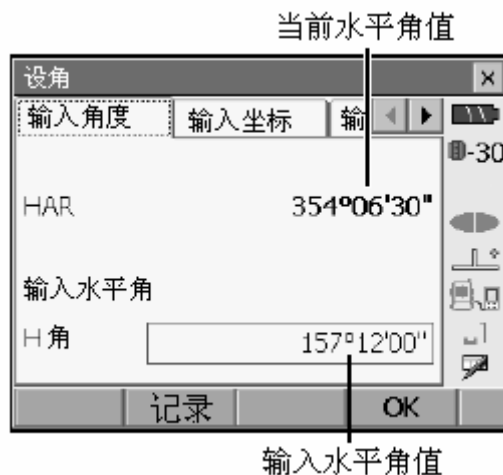 当前水平角值
设角
输入角度 输入坐标 输
-30
HAR 354°06'30"
输入水平角
H角 157°12'00"
记录 OK
输入水平角值